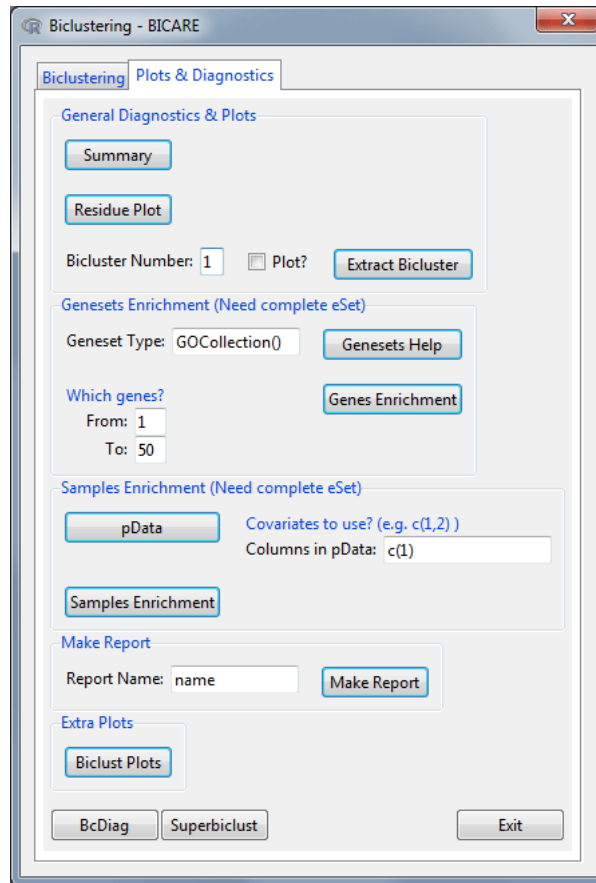 Biclustering - BICARE
Biclustering Plots & Diagnostics
General Diagnostics & Plots
Summary
Residue Plot
Bicluster Number: 1 Plot? Extract Bicluster
Genesets Enrichment (Need complete eSet)
Geneset Type: GOCollection() Genesets Help
Which genes? Genes Enrichment
From: 1
To: 50
Samples Enrichment (Need complete eSet)
pData Covariates to use? (e.g. c(1,2) )
Columns in pData: c(1)
Samples Enrichment
Make Report
Report Name: name Make Report
Extra Plots
Biclust Plots
BcDiag Superbiclust Exit